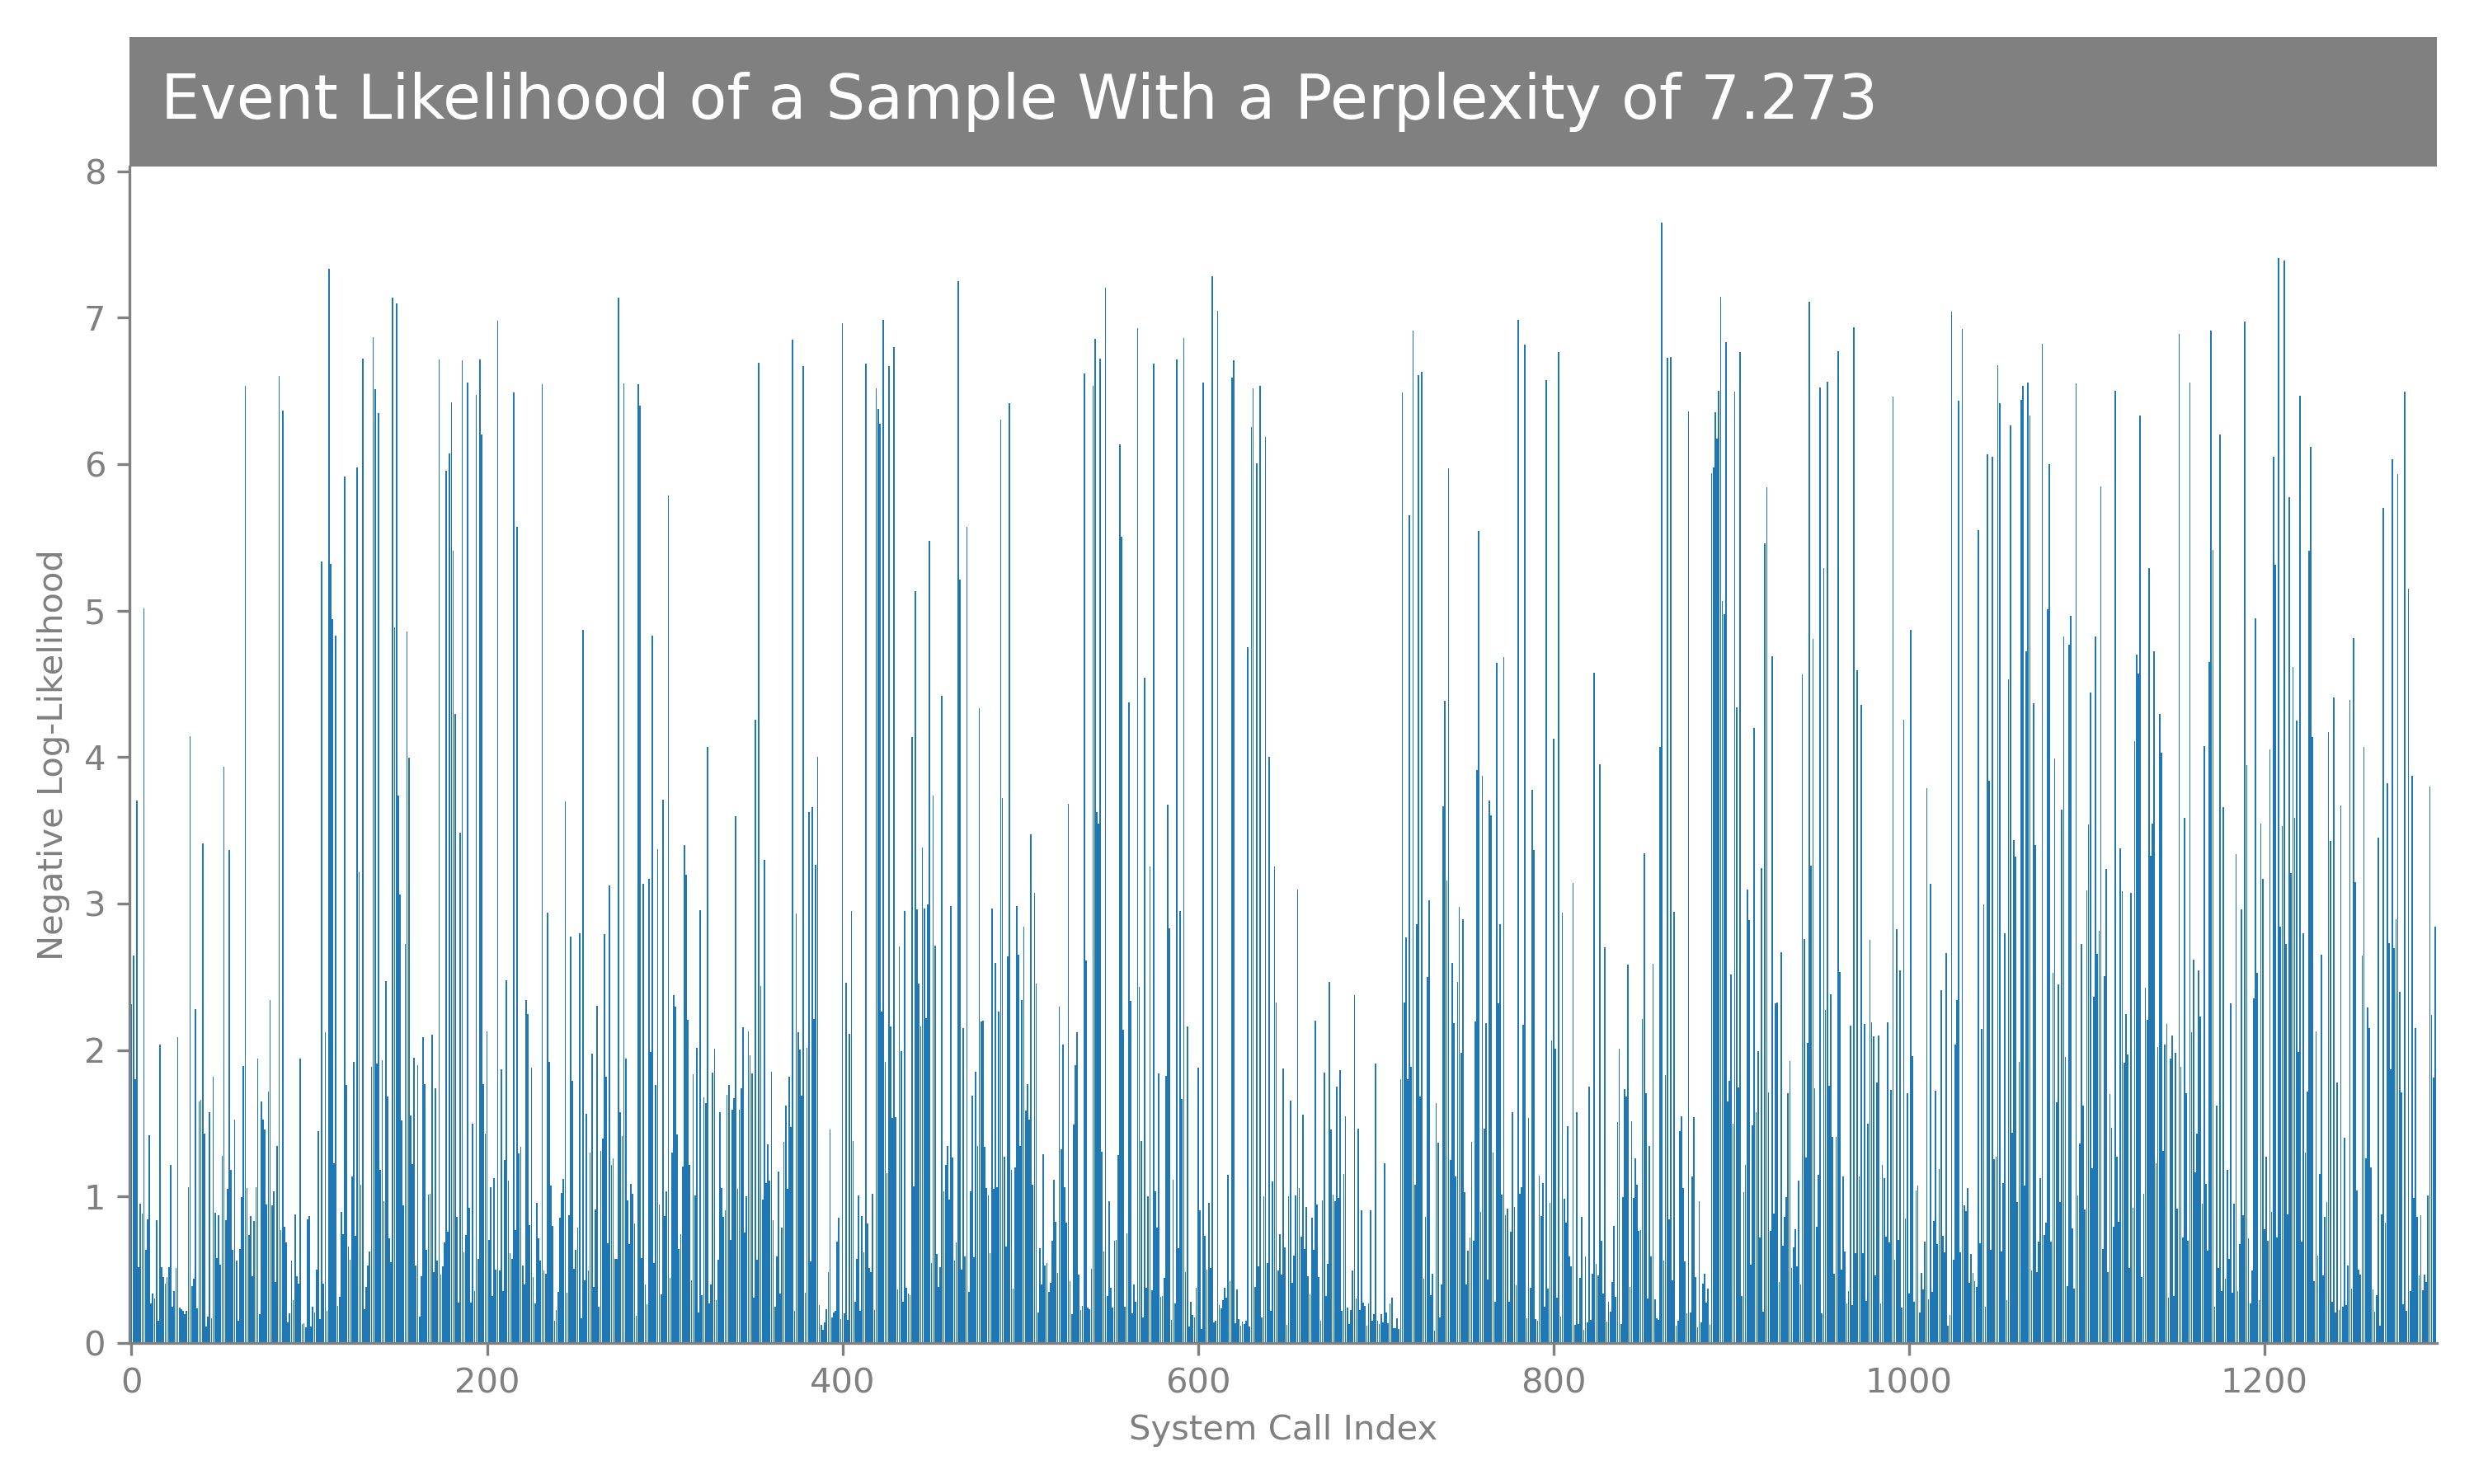 Event Likelihood of a Sample With a Perplexity of 7.273
8
7
6
5
4
3
2
1
0
Negative Log-Likelihood
0 200 400 600 800 1000 1200
System Call Index